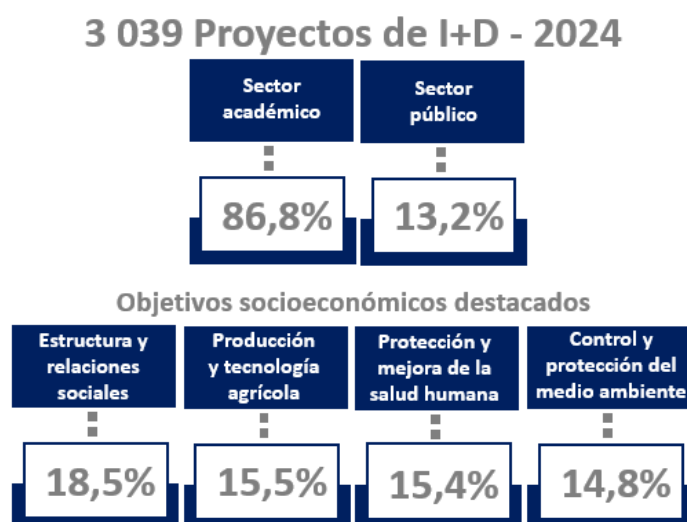 3 039 Proyectos de I+D - 2024
Sector
académico
Sector
público
86,8%
13,2%
Objetivos socioeconómicos destacados
Estructura y
relaciones
sociales
Producción
y tecnología
agrícola
Protección y
mejora de la
salud humana
Control y
protección del
medio ambiente
18,5%
15,5%
15,4%
14,8%